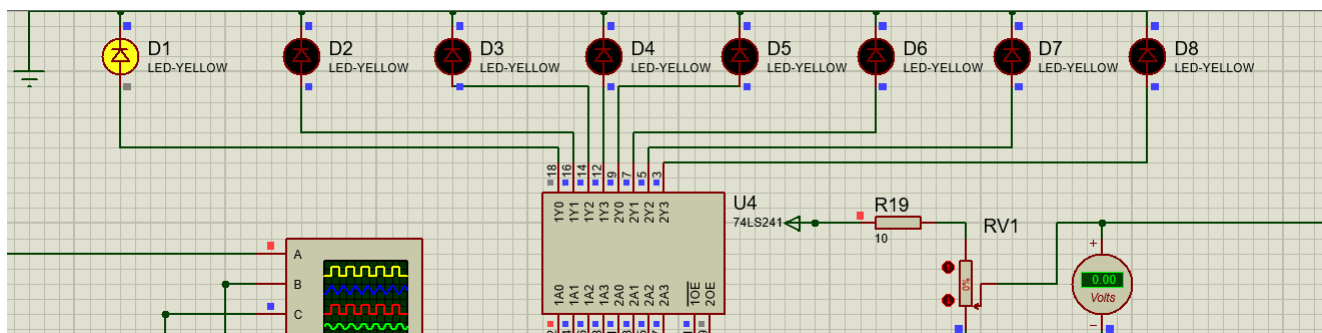 D1
LED-YELLOW
D2
LED-YELLOW
D3
LED-YELLOW
D4
LED-YELLOW
D5
LED-YELLOW
D6
LED-YELLOW
D7
LED-YELLOW
D8
LED-YELLOW
18
16
14
12
9
7
5
3
1Y0
1Y1
1Y2
1Y3
2Y0
2Y1
2Y2
2Y3
U4
74LS241
R19
10
RV1
0%
+
0.00
Volts
A
B
C
1A0
1A1
1A2
1A3
2A0
2A1
2A2
2A3
1OE
2OE